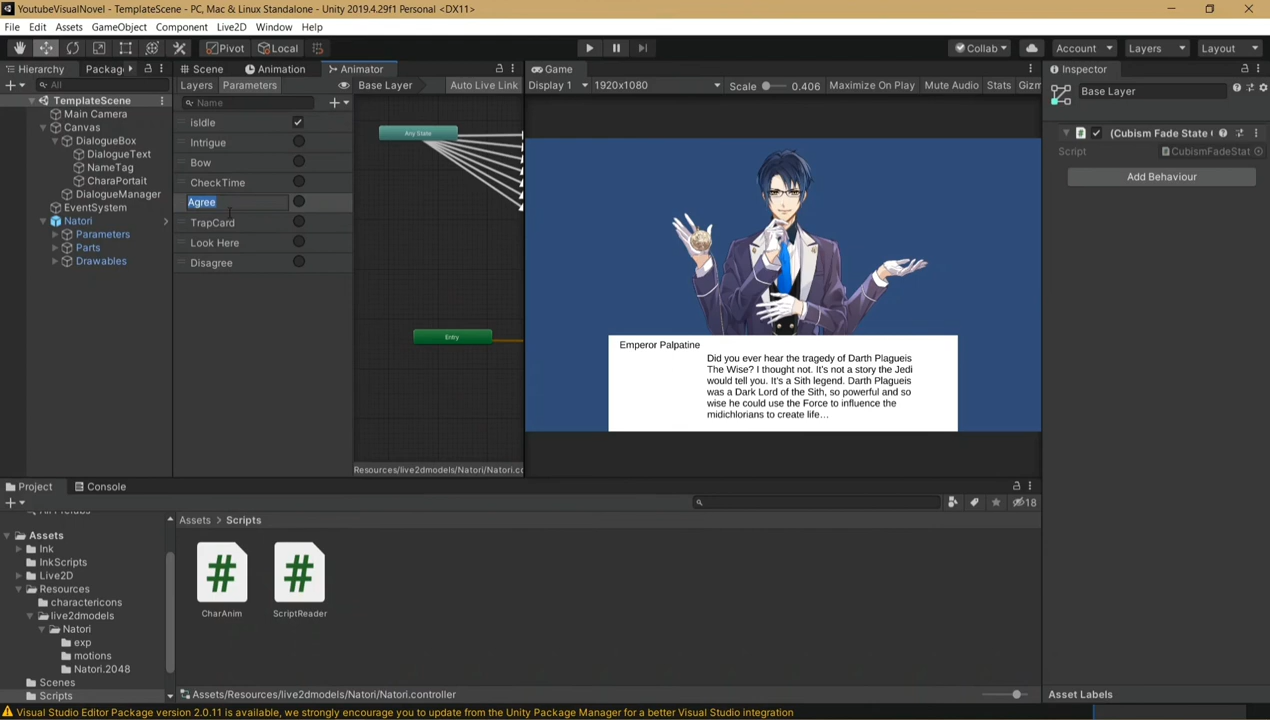 YoutubeVisualNovel - TemplateScene - PC, Mac & Linux Standalone - Unity 2019.4.29f1 Personal <DX11>
File Edit Assets GameObject Component Live2D Window Help
Pivot Local Collab Account Layers Layout
Hierarchy Package Scene Animation Animator Game Inspector
All Layers Parameters Base Layer Auto Live Link Display 1 1920x1080 Scale 0.406 Maximize On Play Mute Audio Stats Gizm
Base Layer
TemplateScene
Main Camera
Canvas
DialogueBox
DialogueText
NameTag
CharaPortait
DialogueManager
EventSystem
Natori
Parameters
Parts
Drawables
Name
isIdle
Intrigue
Bow
CheckTime
Agree
TrapCard
Look Here
Disagree
Any State
Entry
Resources/live2dmodels/Natori/Natori.cc
Emperor Palpatine
Did you ever hear the tragedy of Darth Plagueis
The Wise? I thought not. It's not a story the Jedi
would tell you. It's a Sith legend. Darth Plagueis
was a Dark Lord of the Sith, so powerful and so
wise he could use the Force to influence the
midichlorians to create life...
(Cubism Fade State (
Script CubismFadeStat
Add Behaviour
Project Console
18
Assets
Ink
InkScripts
Live2D
Resources
charactericons
live2dmodels
Natori
exp
motions
Natori.2048
Scenes
Scripts
Assets > Scripts
CharAnim ScriptReader
Assets/Resources/live2dmodels/Natori/Natori.controller
Asset Labels
Visual Studio Editor Package version 2.0.11 is available, we strongly encourage you to update from the Unity Package Manager for a better Visual Studio integration